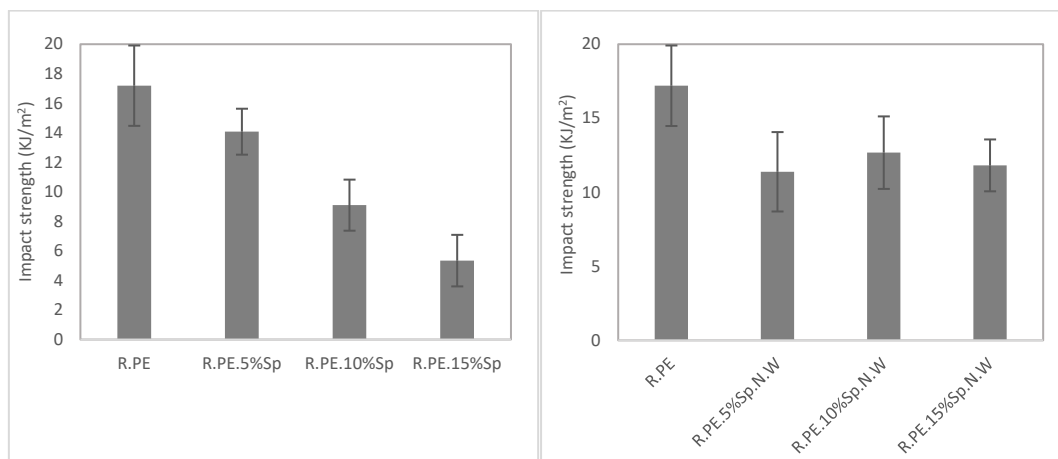 Impact strength (KJ/m²)
20
18
16
14
12
10
8
6
4
2
0
R.PE R.PE.5%Sp R.PE.10%Sp R.PE.15%Sp
Impact strength (KJ/m²)
20
15
10
5
0
R.PE
R.PE.5%Sp.N.W
R.PE.10%Sp.N.W
R.PE.15%Sp.N.W